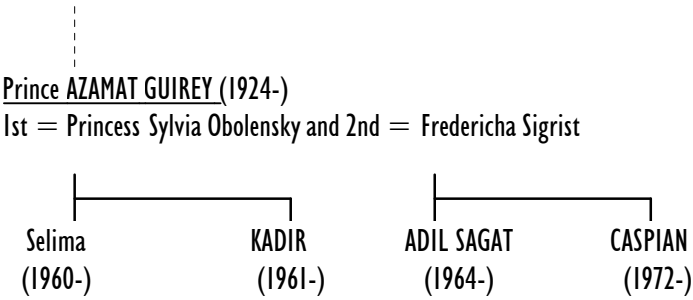 Prince AZAMAT GUIREY (1924-)
1st = Princess Sylvia Obolensky and 2nd = Fredericha Sigrist
Selima KADIR ADIL SAGAT CASPIAN
(1960-) (1961-) (1964-) (1972-)